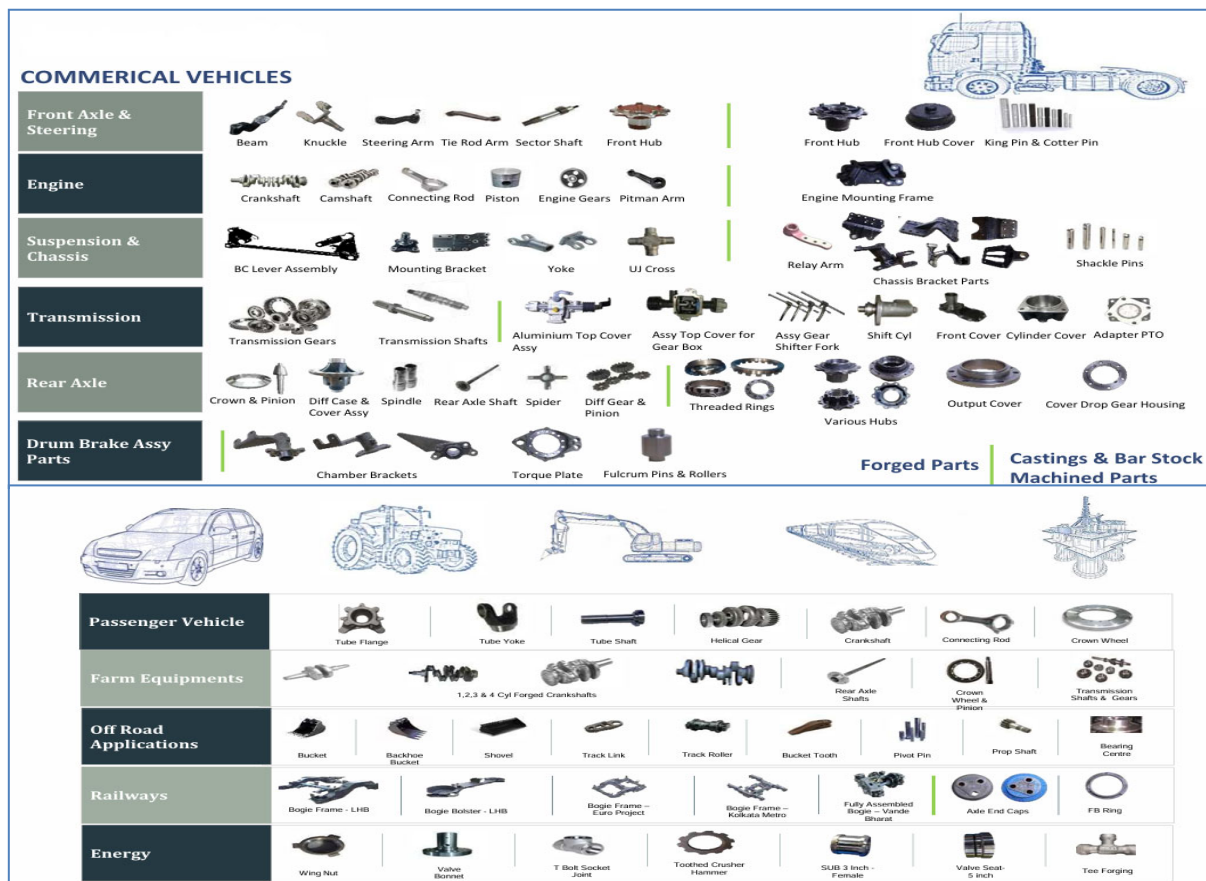 COMMERICAL VEHICLES
Front Axle &
Steering
Beam
Knuckle
Steering Arm
Tie Rod Arm
Sector Shaft
Front Hub
Front Hub
Front Hub Cover
King Pin & Cotter Pin
Engine
Crankshaft
Camshaft
Connecting Rod
Piston
Engine Gears
Pitman Arm
Engine Mounting Frame
Suspension &
Chassis
BC Lever Assembly
Mounting Bracket
Yoke
UJ Cross
Relay Arm
Chassis Bracket Parts
Shackle Pins
Transmission
Transmission Gears
Transmission Shafts
Aluminium Top Cover
Assy
Assy Top Cover for
Gear Box
Assy Gear
Shifter Fork
Shift Cyl
Front Cover
Cylinder Cover
Adapter PTO
Rear Axle
Crown & Pinion
Diff Case &
Cover Assy
Spindle
Rear Axle Shaft
Spider
Diff Gear &
Pinion
Threaded Rings
Various Hubs
Output Cover
Cover Drop Gear Housing
Drum Brake Assy
Parts
Chamber Brackets
Torque Plate
Fulcrum Pins & Rollers
Forged Parts
Castings & Bar Stock
Machined Parts
Passenger Vehicle
Tube Flange
Tube Yoke
Tube Shaft
Helical Gear
Crankshaft
Connecting Rod
Crown Wheel
Farm Equipments
1,2,3 & 4 Cyl Forged Crankshafts
Rear Axle
Shafts
Crown
Wheel &
Pinion
Transmission
Shafts & Gears
Off Road
Applications
Bucket
Backhoe
Bucket
Shovel
Track Link
Track Roller
Bucket Tooth
Pivot Pin
Prop Shaft
Bearing
Centre
Railways
Bogie Frame - LHB
Bogie Bolster - LHB
Bogie Frame –
Euro Project
Bogie Frame –
Kolkata Metro
Fully Assembled
Bogie – Vande
Bharat
Axle End Caps
FB Ring
Energy
Wing Nut
Valve
Bonnet
T Bolt Socket
Joint
Toothed Crusher
Hammer
SUB 3 Inch -
Female
Valve Seat-
5 inch
Tee Forging